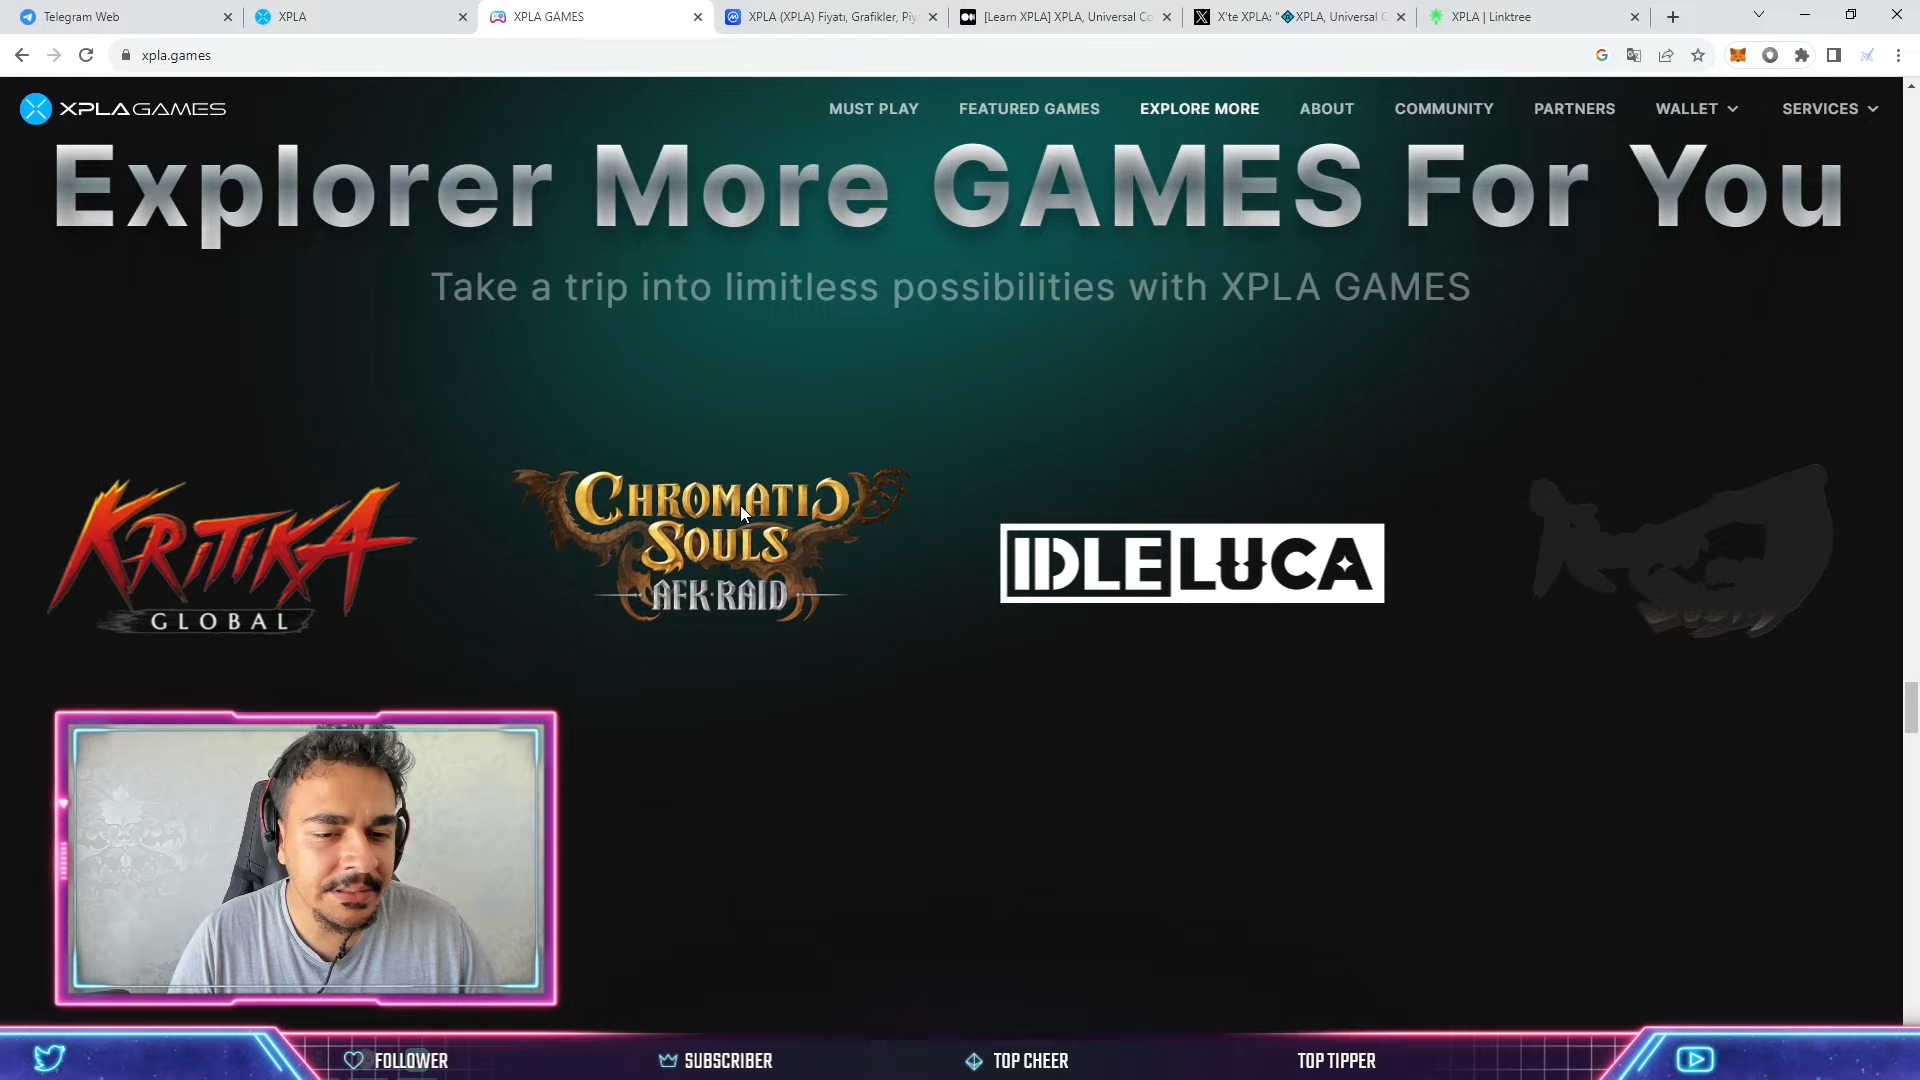 Telegram Web
XPLA
XPLA GAMES
XPLA (XPLA) Fiyatı, Grafikler, Piy
[Learn XPLA] XPLA, Universal Co
X'te XPLA: "🔷XPLA, Universal C
XPLA | Linktree
xpla.games
XPLAGAMES
MUST PLAY
FEATURED GAMES
EXPLORE MORE
ABOUT
COMMUNITY
PARTNERS
WALLET
SERVICES
Explorer More GAMES For You
Take a trip into limitless possibilities with XPLA GAMES
KRITIKA
GLOBAL
CHROMATIC
SOULS
AFK·RAID
IDLE LUCA
FOLLOWER
SUBSCRIBER
TOP CHEER
TOP TIPPER